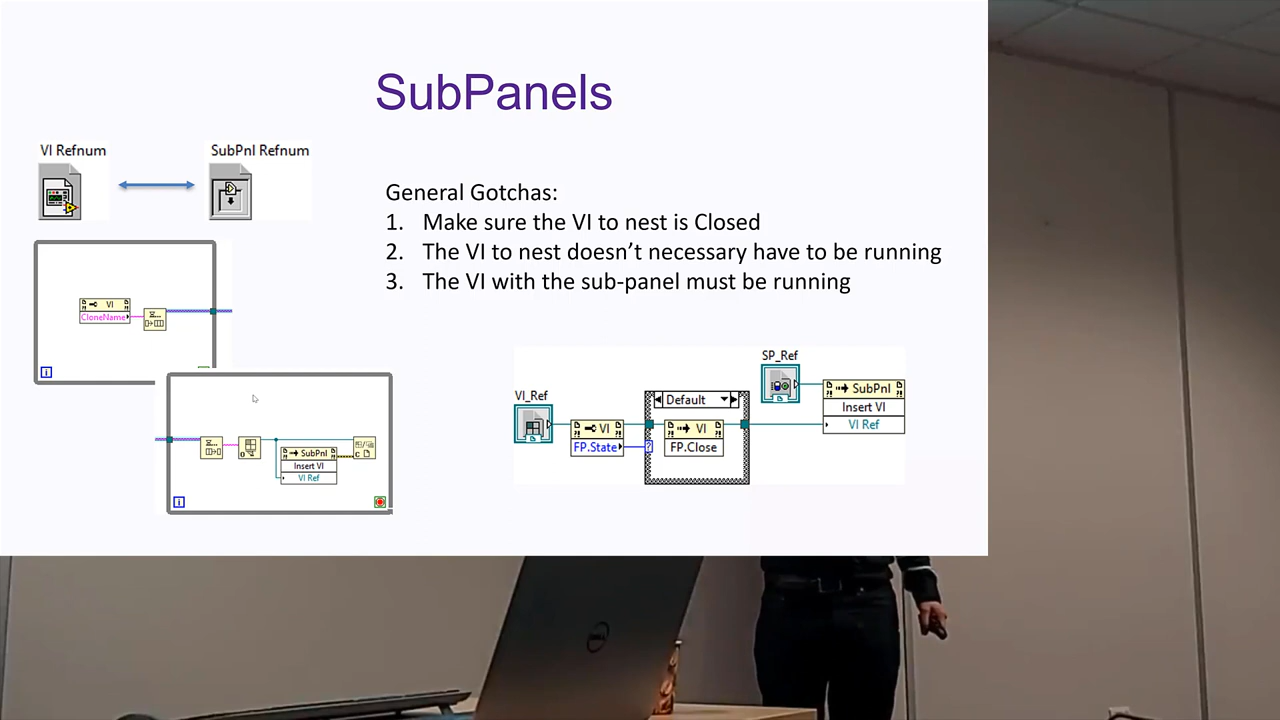 SubPanels
VI Refnum
SubPnl Refnum
General Gotchas:
1. Make sure the VI to nest is Closed
2. The VI to nest doesn’t necessary have to be running
3. The VI with the sub-panel must be running
VI
CloneName
i
SubPnl
Insert VI
VI Ref
i
VI_Ref
VI
FP.State
?
Default
VI
FP.Close
SP_Ref
SubPnl
Insert VI
VI Ref
DELL